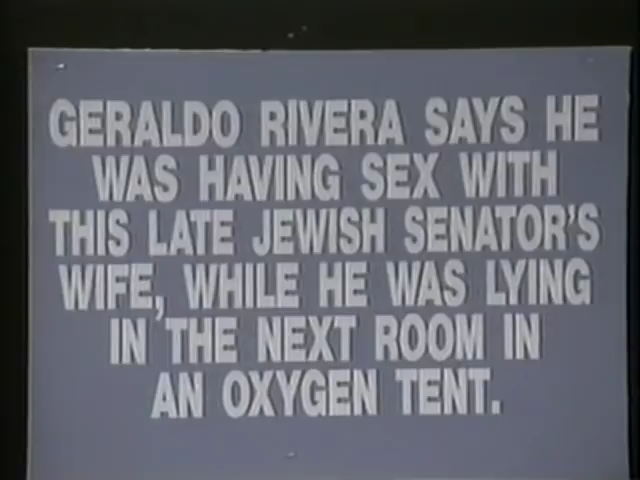 GERALDO RIVERA SAYS HE
WAS HAVING SEX WITH
THIS LATE JEWISH SENATOR'S
WIFE, WHILE HE WAS LYING
IN THE NEXT ROOM IN
AN OXYGEN TENT.